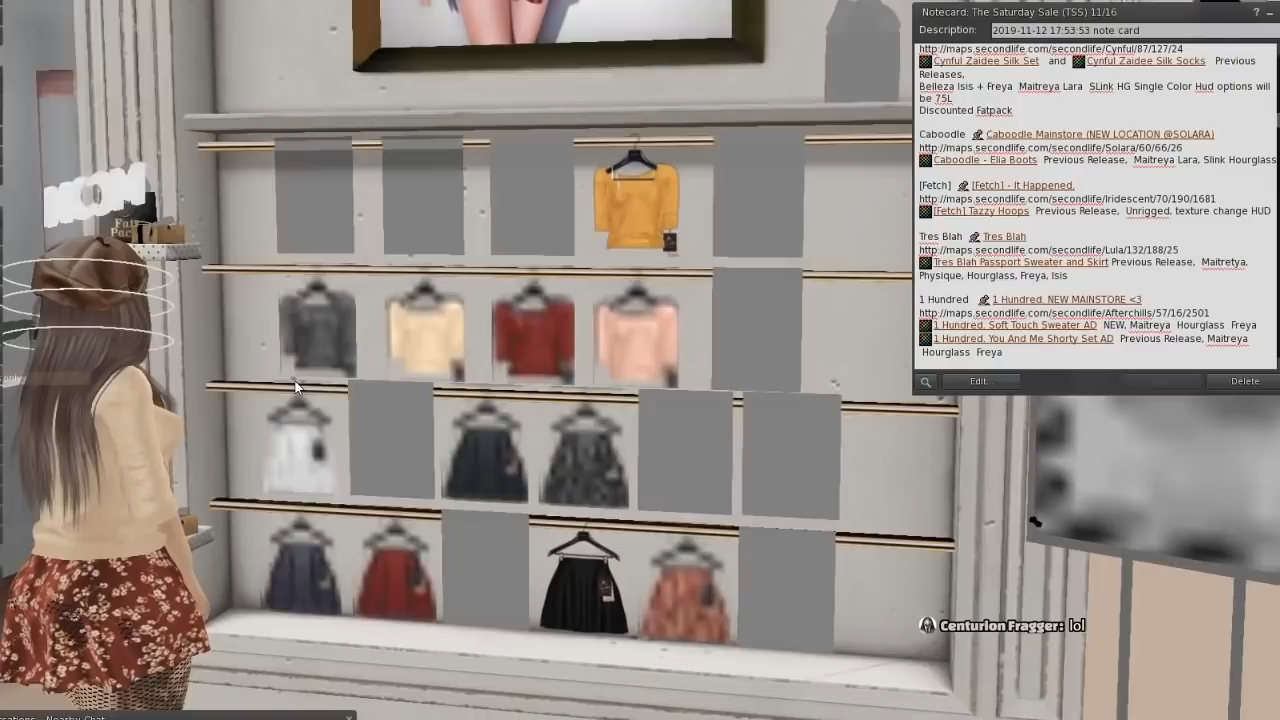 Notecard: The Saturday Sale (TSS) 11/16
? _
Description: 2019-11-12 17:53:53 note card
http://maps.secondlife.com/secondlife/Cynful/87/127/24
Cynful Zaidee Silk Set and Cynful Zaidee Silk Socks Previous
Releases,
Belleza Isis + Freya Maitreya Lara SLink HG Single Color Hud options will
be 75L
Discounted Fatpack
Caboodle Caboodle Mainstore (NEW LOCATION @SOLARA)
http://maps.secondlife.com/secondlife/Solara/60/66/26
Caboodle - Elia Boots Previous Release, Maitreya Lara, Slink Hourglass
[Fetch] [Fetch] - It Happened.
http://maps.secondlife.com/secondlife/Iridescent/70/190/1681
[Fetch] Tazzy Hoops Previous Release, Unrigged, texture change HUD
Tres Blah Tres Blah
http://maps.secondlife.com/secondlife/Lula/132/188/25
Tres Blah Passport Sweater and Skirt Previous Release, Maitretya,
Physique, Hourglass, Freya, Isis
1 Hundred 1 Hundred. NEW MAINSTORE <3
http://maps.secondlife.com/secondlife/Afterchills/57/16/2501
1 Hundred. Soft Touch Sweater AD NEW, Maitreya Hourglass Freya
1 Hundred. You And Me Shorty Set AD Previous Release, Maitreya
Hourglass Freya
Edit... Delete
Fat
Pac
s only
Centurion Fragger: lol
sations - Nearby Chat